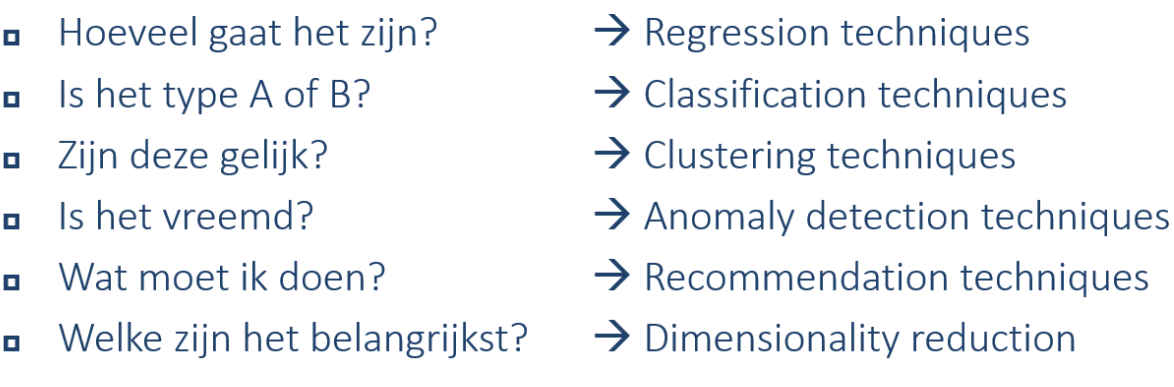 Hoeveel gaat het zijn? → Regression techniques
Is het type A of B? → Classification techniques
Zijn deze gelijk? → Clustering techniques
Is het vreemd? → Anomaly detection techniques
Wat moet ik doen? → Recommendation techniques
Welke zijn het belangrijkst? → Dimensionality reduction